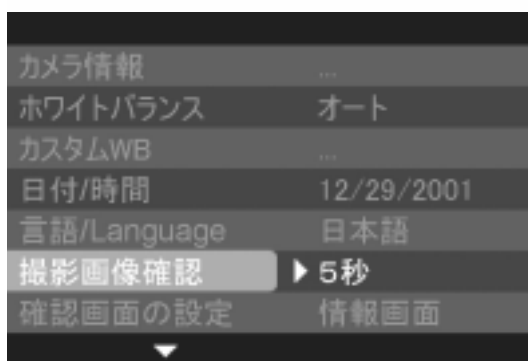 カメラ情報 ...
ホワイトバランス オート
カスタムWB ...
日付/時間 12/29/2001
言語/Language 日本語
撮影画像確認 5秒
確認画面の設定 情報画面